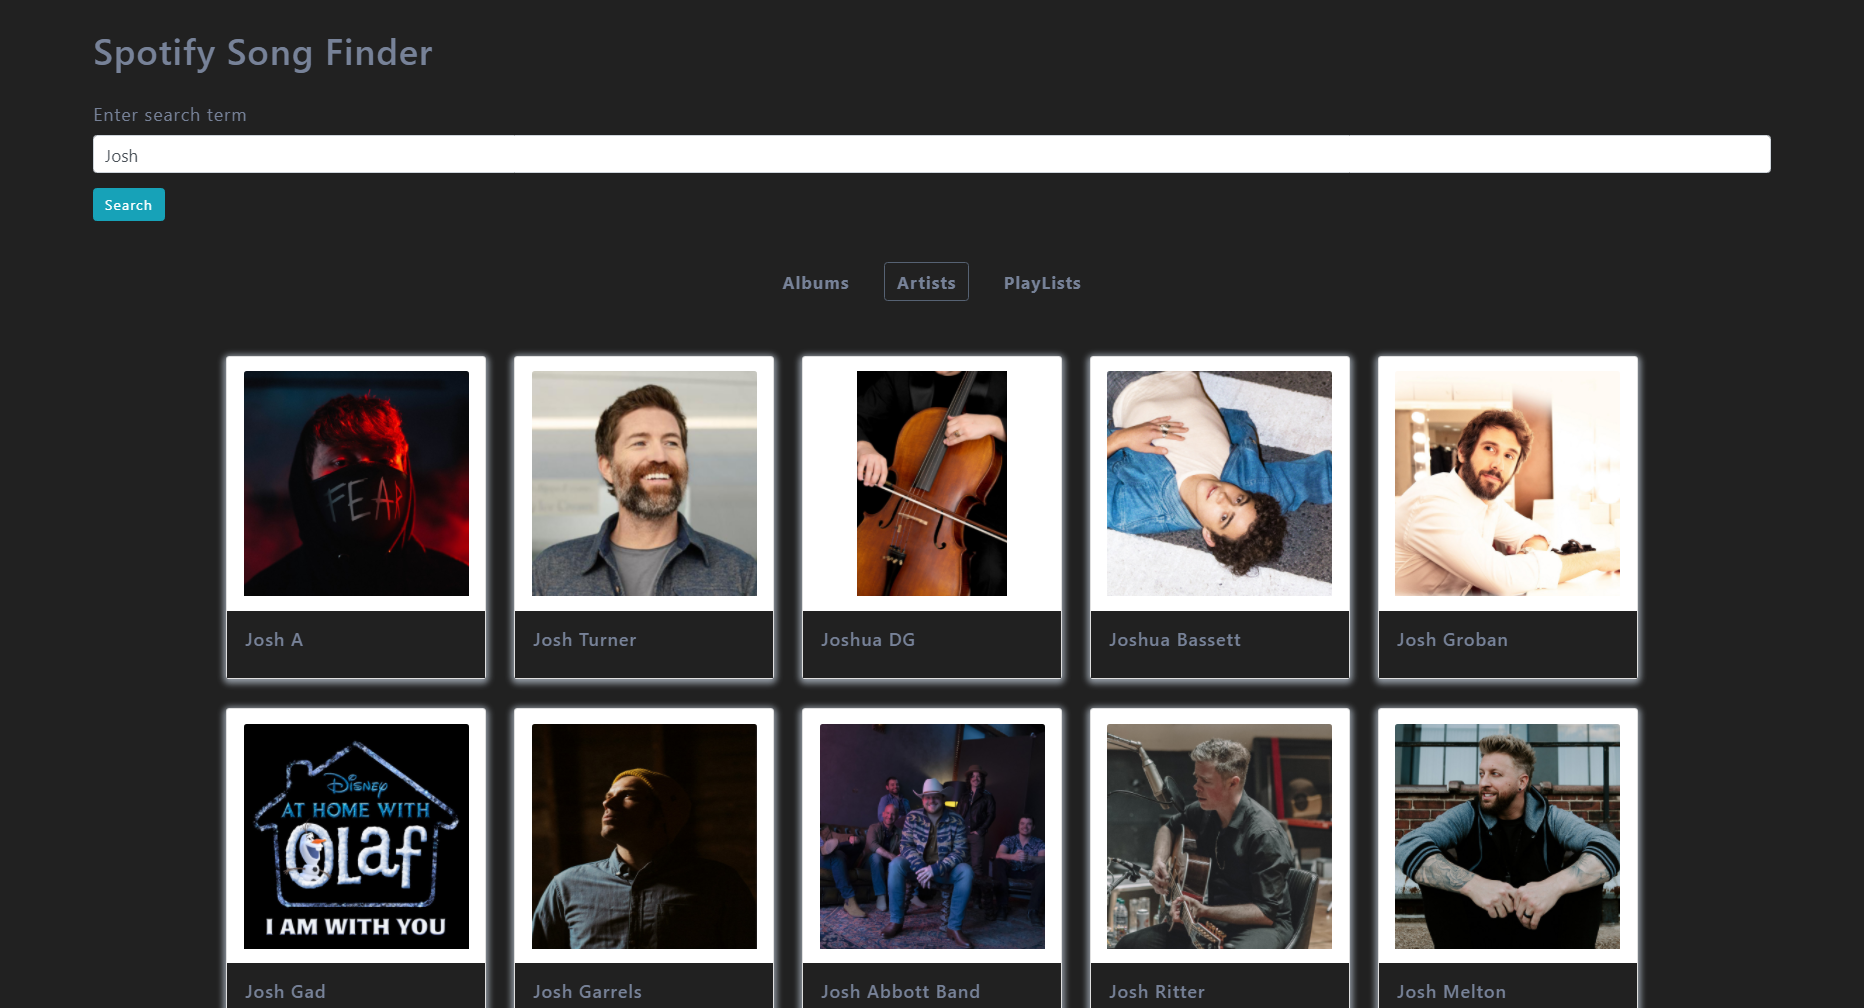 Spotify Song Finder
Enter search term
Josh
Search
Albums Artists PlayLists
FEAR
Josh A Josh Turner Joshua DG Joshua Bassett Josh Groban
Disney
AT HOME WITH
OLaf
I AM WITH YOU
Josh Gad Josh Garrels Josh Abbott Band Josh Ritter Josh Melton